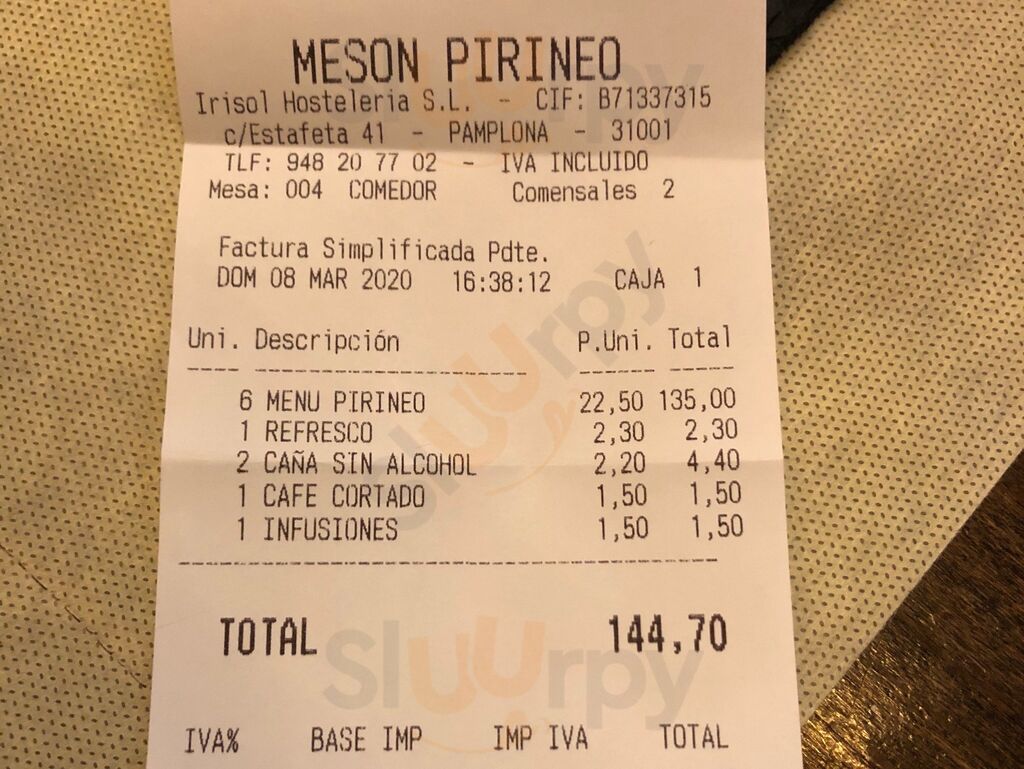 MESON PIRINEO
Irisol Hosteleria S.L. - CIF: B71337315
c/Estafeta 41 - PAMPLONA - 31001
TLF: 948 20 77 02 - IVA INCLUIDO
Mesa: 004 COMEDOR Comensales 2
Factura Simplificada Pdte.
DOM 08 MAR 2020 16:38:12 CAJA 1
Uni. Descripción P.Uni. Total
6 MENU PIRINEO 22,50 135,00
1 REFRESCO 2,30 2,30
2 CAÑA SIN ALCOHOL 2,20 4,40
1 CAFE CORTADO 1,50 1,50
1 INFUSIONES 1,50 1,50
TOTAL 144,70
IVA% BASE IMP IMP IVA TOTAL
Sluurpy
Sluurpy
Sluurpy